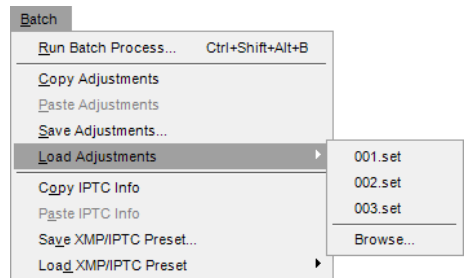 Batch
Run Batch Process... Ctrl+Shift+Alt+B
Copy Adjustments
Paste Adjustments
Save Adjustments...
Load Adjustments
001.set
002.set
003.set
Browse...
Copy IPTC Info
Paste IPTC Info
Save XMP/IPTC Preset...
Load XMP/IPTC Preset